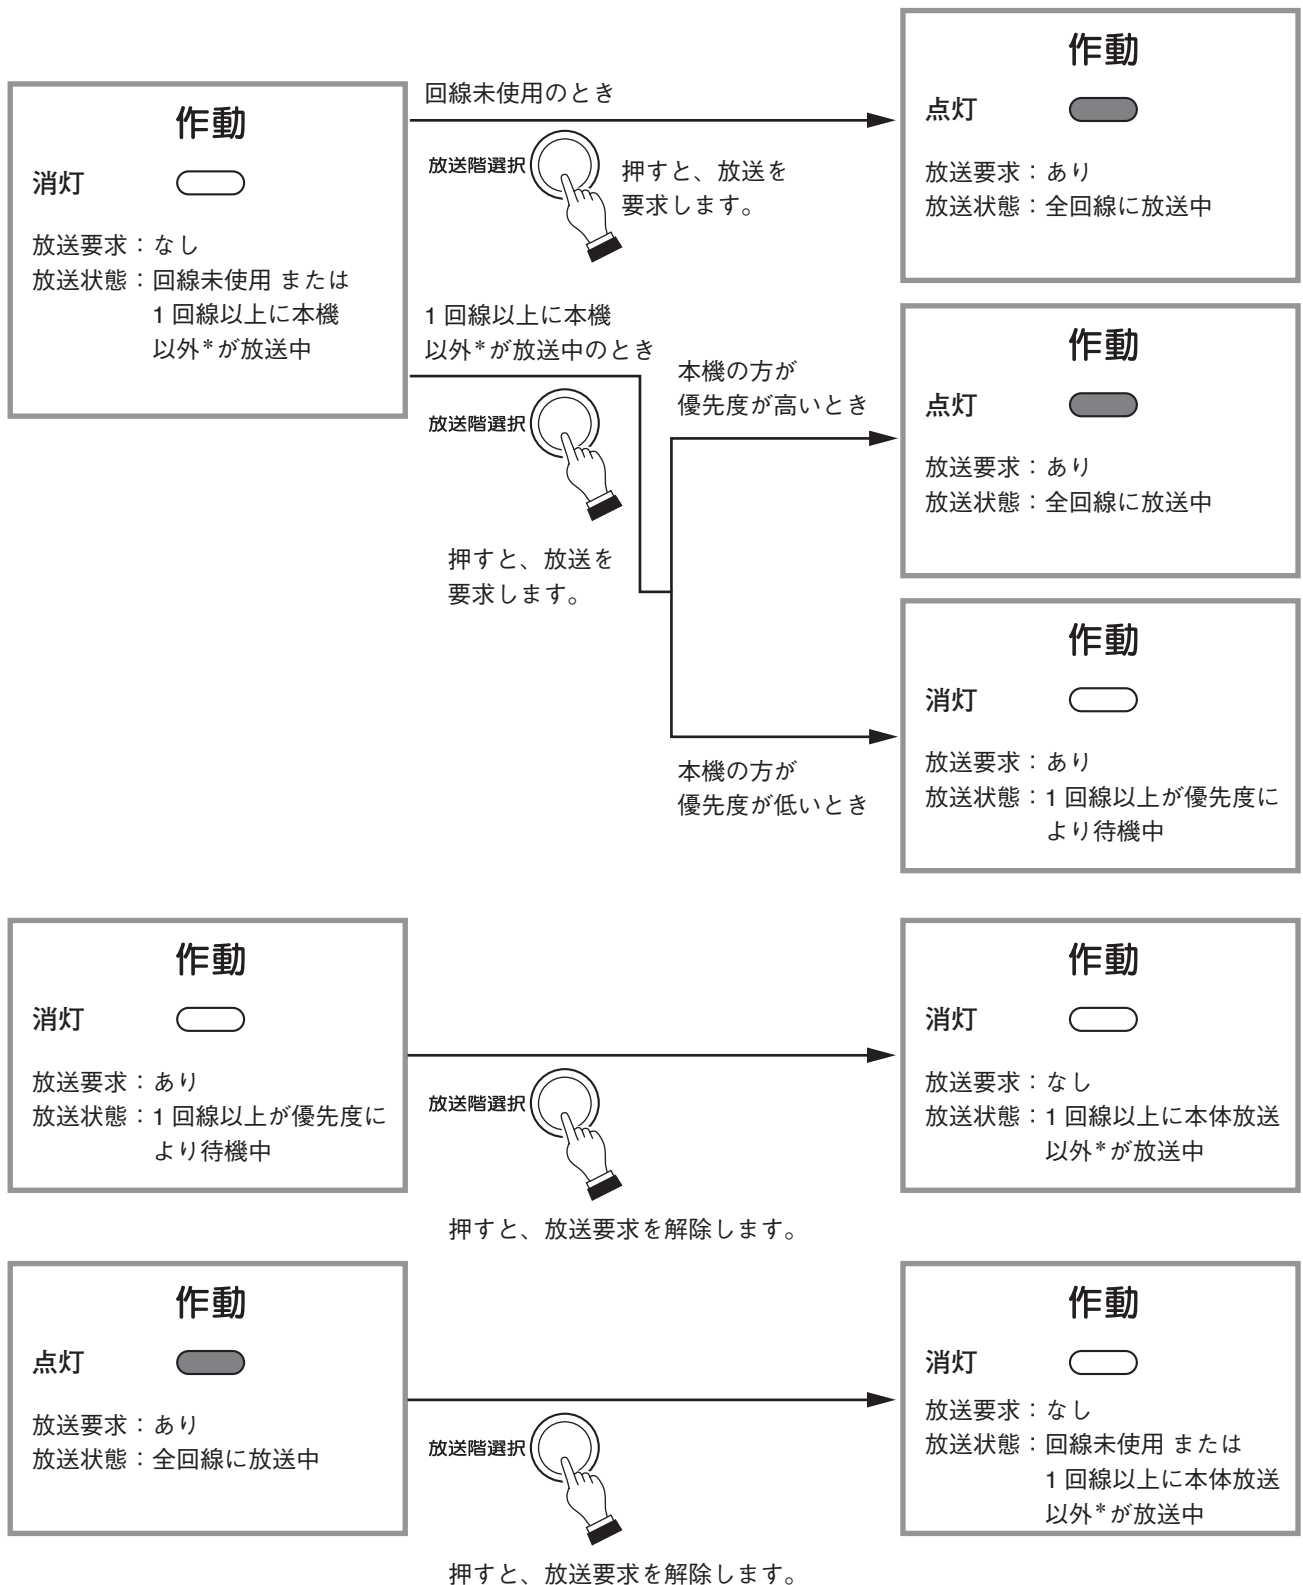 作動
消灯
放送要求：なし
放送状態：回線未使用 または
1 回線以上に本機
以外＊が放送中
回線未使用のとき
放送階選択
押すと、放送を
要求します。
作動
点灯
放送要求：あり
放送状態：全回線に放送中
1 回線以上に本機
以外＊が放送中のとき
放送階選択
押すと、放送を
要求します。
本機の方が
優先度が高いとき
作動
点灯
放送要求：あり
放送状態：全回線に放送中
本機の方が
優先度が低いとき
作動
消灯
放送要求：あり
放送状態：1 回線以上が優先度に
より待機中
作動
消灯
放送要求：あり
放送状態：1 回線以上が優先度に
より待機中
放送階選択
押すと、放送要求を解除します。
作動
消灯
放送要求：なし
放送状態：1 回線以上に本体放送
以外＊が放送中
作動
点灯
放送要求：あり
放送状態：全回線に放送中
放送階選択
押すと、放送要求を解除します。
作動
消灯
放送要求：なし
放送状態：回線未使用 または
1 回線以上に本体放送
以外＊が放送中